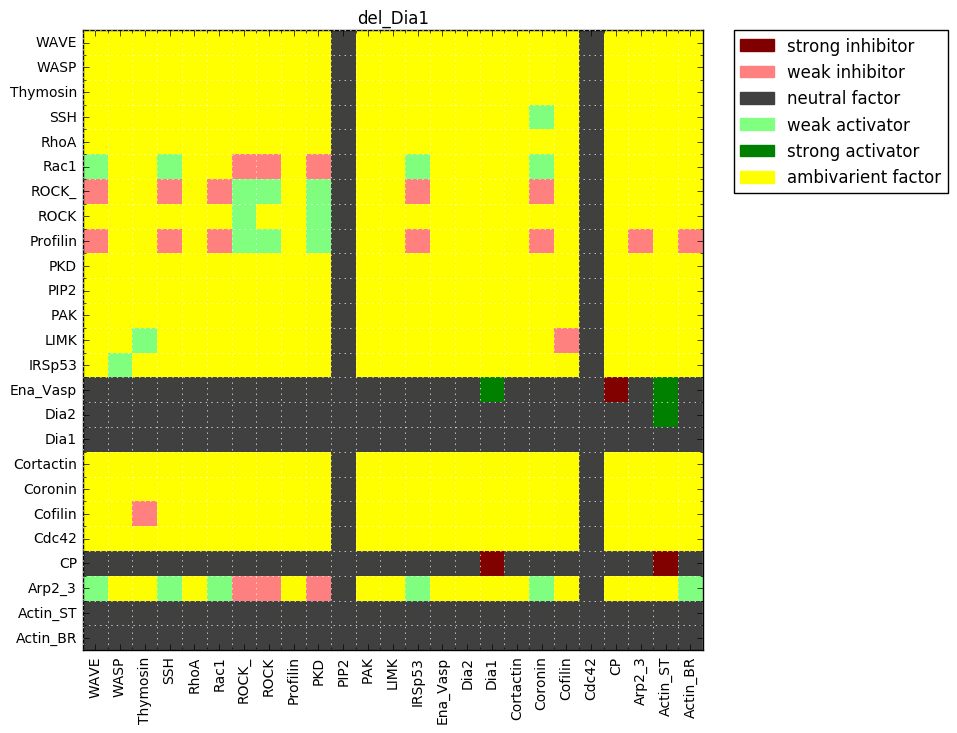 del_Dia1
WAVE
WASP
Thymosin
SSH
RhoA
Rac1
ROCK_
ROCK
Profilin
PKD
PIP2
PAK
LIMK
IRSp53
Ena_Vasp
Dia2
Dia1
Cortactin
Coronin
Cofilin
Cdc42
CP
Arp2_3
Actin_ST
Actin_BR
WAVE
WASP
Thymosin
SSH
RhoA
Rac1
ROCK_
ROCK
Profilin
PKD
PIP2
PAK
LIMK
IRSp53
Ena_Vasp
Dia2
Dia1
Cortactin
Coronin
Cofilin
Cdc42
CP
Arp2_3
Actin_ST
Actin_BR
strong inhibitor
weak inhibitor
neutral factor
weak activator
strong activator
ambivarient factor